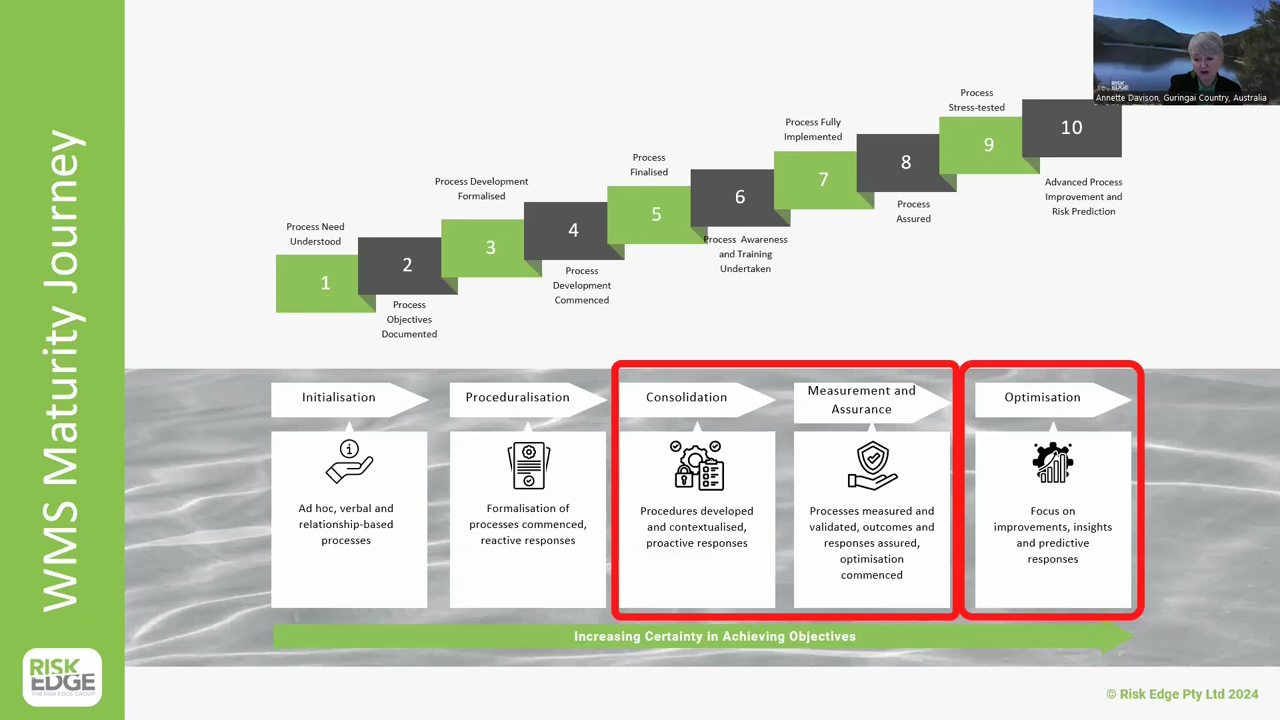 WMS Maturity Journey
RISK
EDGE
THE RISK EDGE GROUP
RISK
EDGE
Annette Davison, Guringai Country, Australia
1
Process Need
Understood
2
Process
Objectives
Documented
3
Process Development
Formalised
4
Process
Development
Commenced
5
Process
Finalised
6
Process Awareness
and Training
Undertaken
7
Process Fully
Implemented
8
Process
Assured
9
Process
Stress-tested
10
Advanced Process
Improvement and
Risk Prediction
Initialisation
Ad hoc, verbal and
relationship-based
processes
Proceduralisation
Formalisation of
processes commenced,
reactive responses
Consolidation
Procedures developed
and contextualised,
proactive responses
Measurement and
Assurance
Processes measured and
validated, outcomes and
responses assured,
optimisation
commenced
Optimisation
Focus on
improvements, insights
and predictive
responses
Increasing Certainty in Achieving Objectives
© Risk Edge Pty Ltd 2024